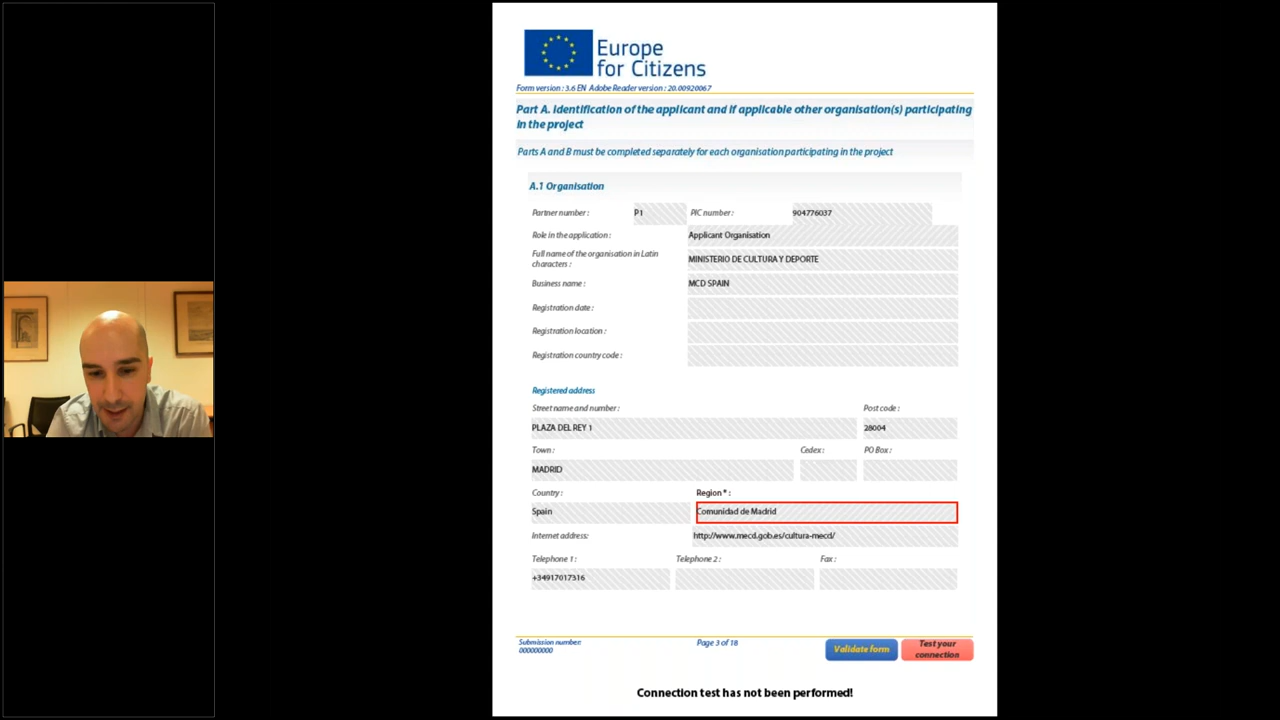 Europe
for Citizens
Form version : 3.6 EN Adobe Reader version : 20.00920067
Part A. Identification of the applicant and if applicable other organisation(s) participating
in the project
Parts A and B must be completed separately for each organisation participating in the project
A.1 Organisation
Partner number : P1 PIC number : 904776037
Role in the application : Applicant Organisation
Full name of the organisation in Latin
characters : MINISTERIO DE CULTURA Y DEPORTE
Business name : MCD SPAIN
Registration date :
Registration location :
Registration country code :
Registered address
Street name and number : Post code :
PLAZA DEL REY 1 28004
Town : Cedex : PO Box :
MADRID
Country : Region * :
Spain Comunidad de Madrid
Internet address: http://www.mecd.gob.es/cultura-mecd/
Telephone 1 : Telephone 2 : Fax :
+34917017316
Submission number: Page 3 of 18 Validate form Test your
000000000 connection
Connection test has not been performed!